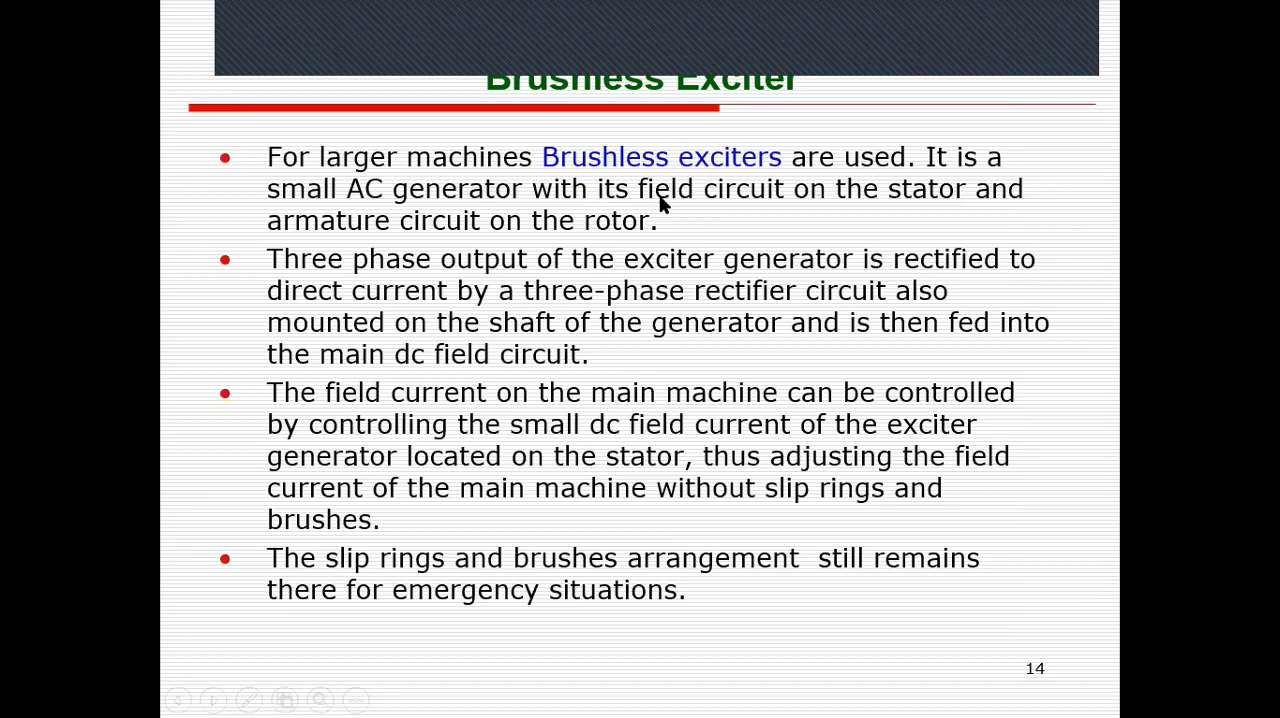 Brushless Exciter
For larger machines Brushless exciters are used. It is a
small AC generator with its field circuit on the stator and
armature circuit on the rotor.
Three phase output of the exciter generator is rectified to
direct current by a three-phase rectifier circuit also
mounted on the shaft of the generator and is then fed into
the main dc field circuit.
The field current on the main machine can be controlled
by controlling the small dc field current of the exciter
generator located on the stator, thus adjusting the field
current of the main machine without slip rings and
brushes.
The slip rings and brushes arrangement  still remains
there for emergency situations.
14